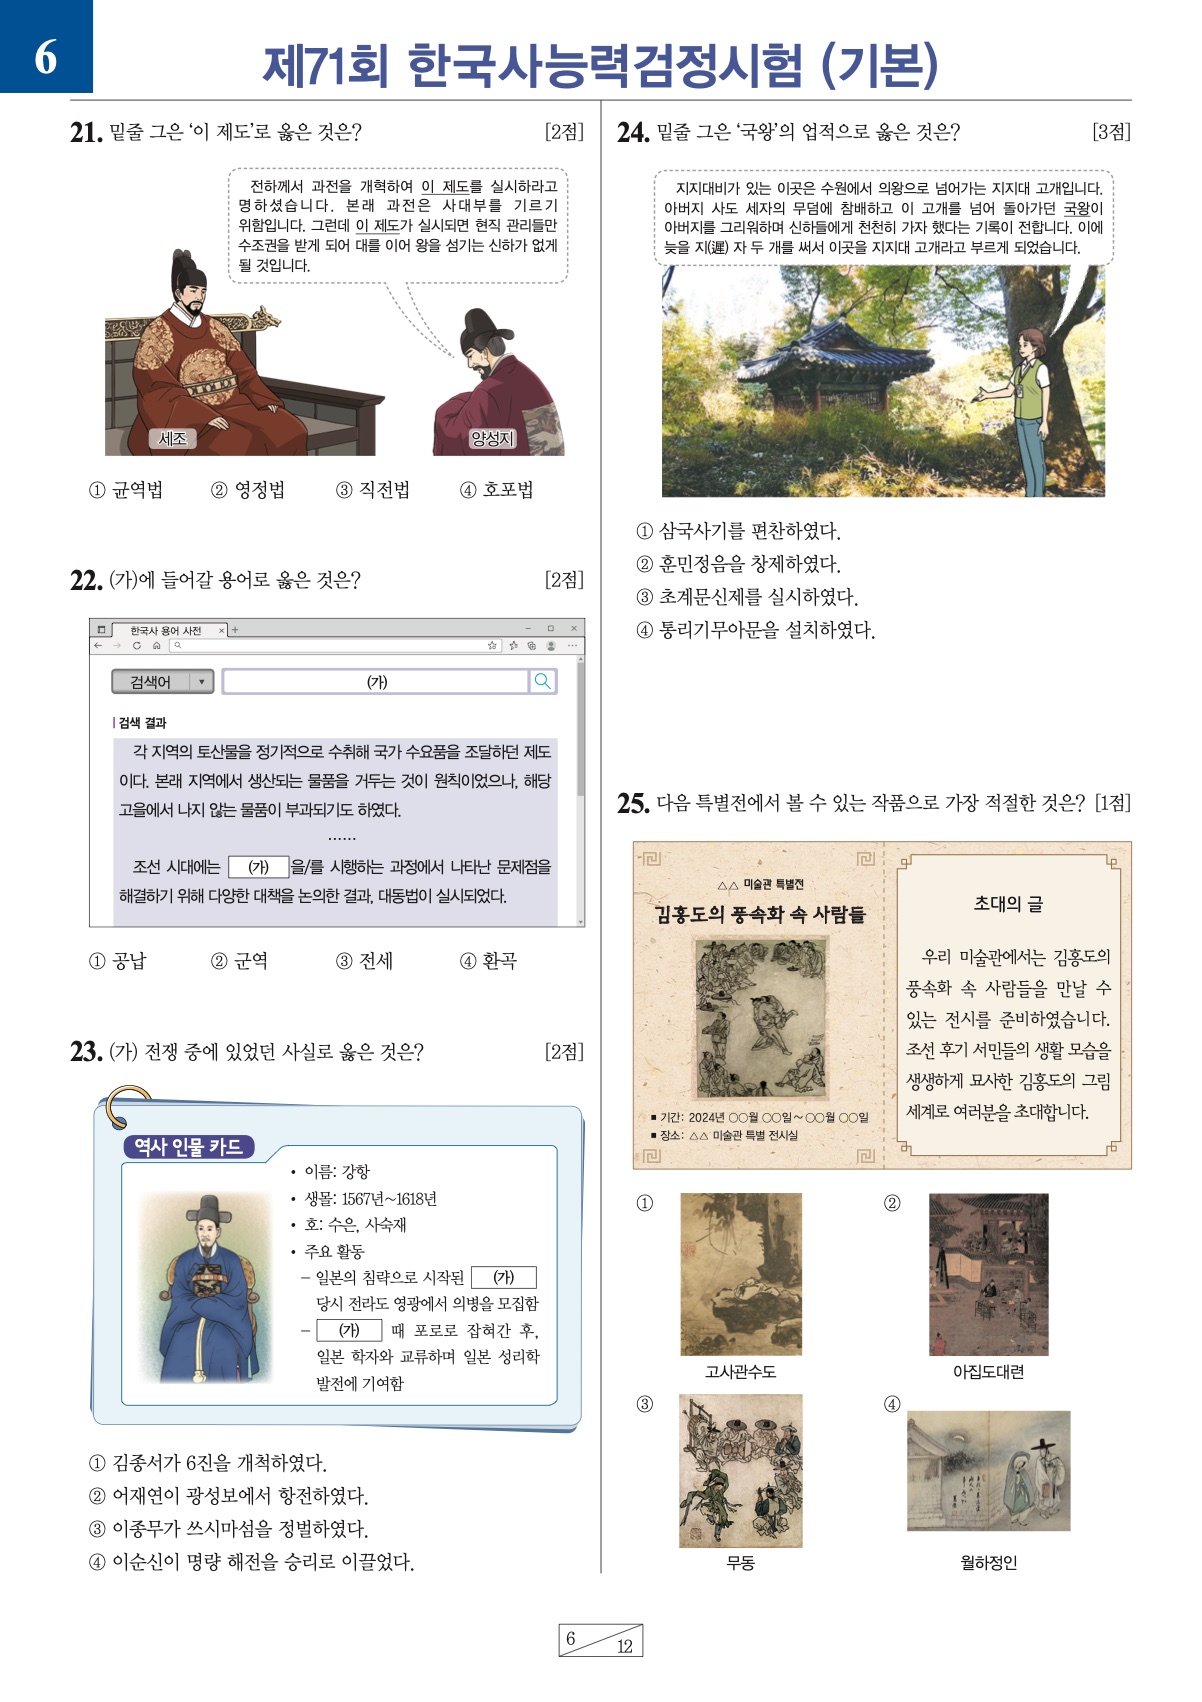 6
제71회 한국사능력검정시험 (기본)
21. 밑줄 그은 ‘이 제도’로 옳은 것은? [2점]
전하께서 과전을 개혁하여 이 제도를 실시하라고
명하셨습니다. 본래 과전은 사대부를 기르기
위함입니다. 그런데 이 제도가 실시되면 현직 관리들만
수조권을 받게 되어 대를 이어 왕을 섬기는 신하가 없게
될 것입니다.
세조
양성지
① 균역법 ② 영정법 ③ 직전법 ④ 호포법
22. (가)에 들어갈 용어로 옳은 것은? [2점]
한국사 용어 사전
검색어 (가)
검색 결과
각 지역의 토산물을 정기적으로 수취해 국가 수요품을 조달하던 제도
이다. 본래 지역에서 생산되는 물품을 거두는 것이 원칙이었으나, 해당
고을에서 나지 않는 물품이 부과되기도 하였다.
……
조선 시대에는 (가) 을/를 시행하는 과정에서 나타난 문제점을
해결하기 위해 다양한 대책을 논의한 결과, 대동법이 실시되었다.
① 공납 ② 군역 ③ 전세 ④ 환곡
23. (가) 전쟁 중에 있었던 사실로 옳은 것은? [2점]
역사 인물 카드
• 이름: 강항
• 생몰: 1567년~1618년
• 호: 수은, 사숙재
• 주요 활동
– 일본의 침략으로 시작된 (가)
당시 전라도 영광에서 의병을 모집함
– (가) 때 포로로 잡혀간 후,
일본 학자와 교류하며 일본 성리학
발전에 기여함
① 김종서가 6진을 개척하였다.
② 어재연이 광성보에서 항전하였다.
③ 이종무가 쓰시마섬을 정벌하였다.
④ 이순신이 명량 해전을 승리로 이끌었다.
24. 밑줄 그은 ‘국왕’의 업적으로 옳은 것은? [3점]
지지대비가 있는 이곳은 수원에서 의왕으로 넘어가는 지지대 고개입니다.
아버지 사도 세자의 무덤에 참배하고 이 고개를 넘어 돌아가던 국왕이
아버지를 그리워하며 신하들에게 천천히 가자 했다는 기록이 전합니다. 이에
늦을 지(遲) 자 두 개를 써서 이곳을 지지대 고개라고 부르게 되었습니다.
① 삼국사기를 편찬하였다.
② 훈민정음을 창제하였다.
③ 초계문신제를 실시하였다.
④ 통리기무아문을 설치하였다.
25. 다음 특별전에서 볼 수 있는 작품으로 가장 적절한 것은? [1점]
△△ 미술관 특별전
김홍도의 풍속화 속 사람들
■ 기간: 2024년 ○○월 ○○일~○○월 ○○일
■ 장소: △△ 미술관 특별 전시실
초대의 글
우리 미술관에서는 김홍도의
풍속화 속 사람들을 만날 수
있는 전시를 준비하였습니다.
조선 후기 서민들의 생활 모습을
생생하게 묘사한 김홍도의 그림
세계로 여러분을 초대합니다.
① ②
고사관수도 아집도대련
③ ④
무동 월하정인
6 12